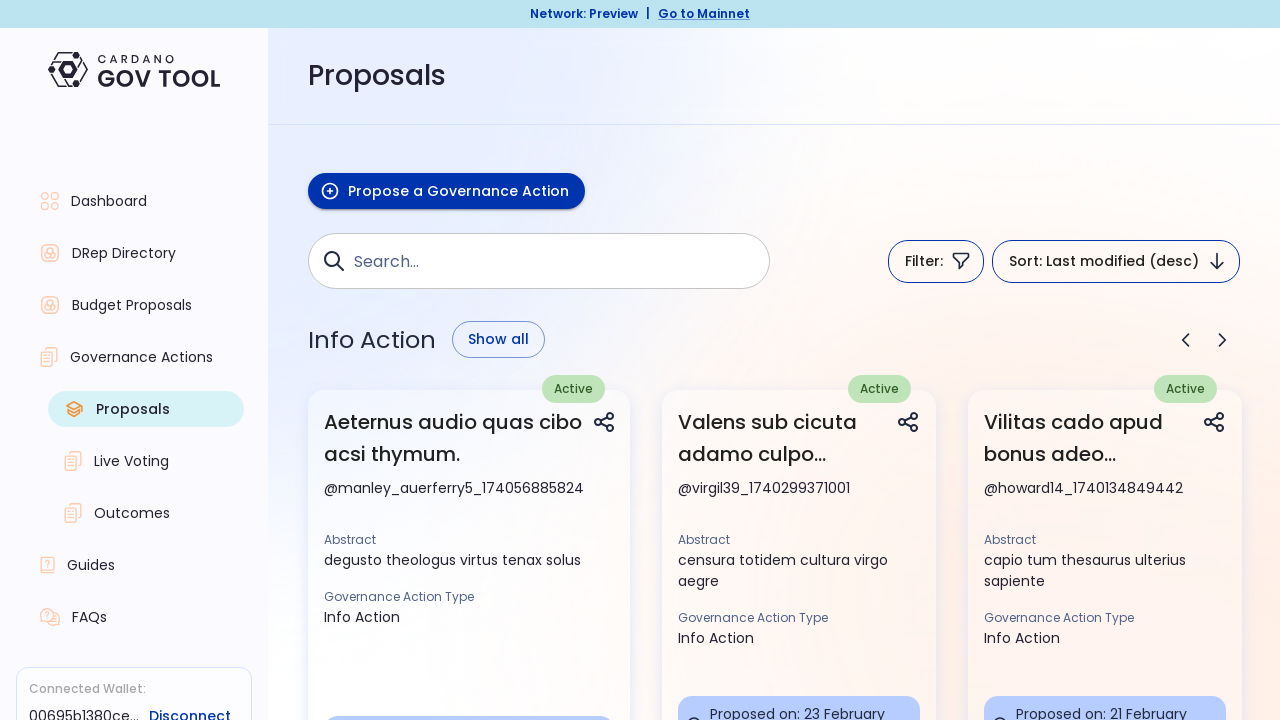 Network: Preview | Go to Mainnet
CARDANO
GOV TOOL
Dashboard
DRep Directory
Budget Proposals
Governance Actions
Proposals
Live Voting
Outcomes
Guides
FAQs
Connected Wallet:
00695b1380ce... Disconnect
Proposals
Propose a Governance Action
Search...
Filter:
Sort: Last modified (desc)
Info Action
Show all
Active
Aeternus audio quas cibo
acsi thymum.
@manley_auerferry5_174056885824
Abstract
degusto theologus virtus tenax solus
Governance Action Type
Info Action
Active
Valens sub cicuta
adamo culpo...
@virgil39_1740299371001
Abstract
censura totidem cultura virgo
aegre
Governance Action Type
Info Action
Proposed on: 23 February
Active
Vilitas cado apud
bonus adeo...
@howard14_1740134849442
Abstract
capio tum thesaurus ulterius
sapiente
Governance Action Type
Info Action
Proposed on: 21 February